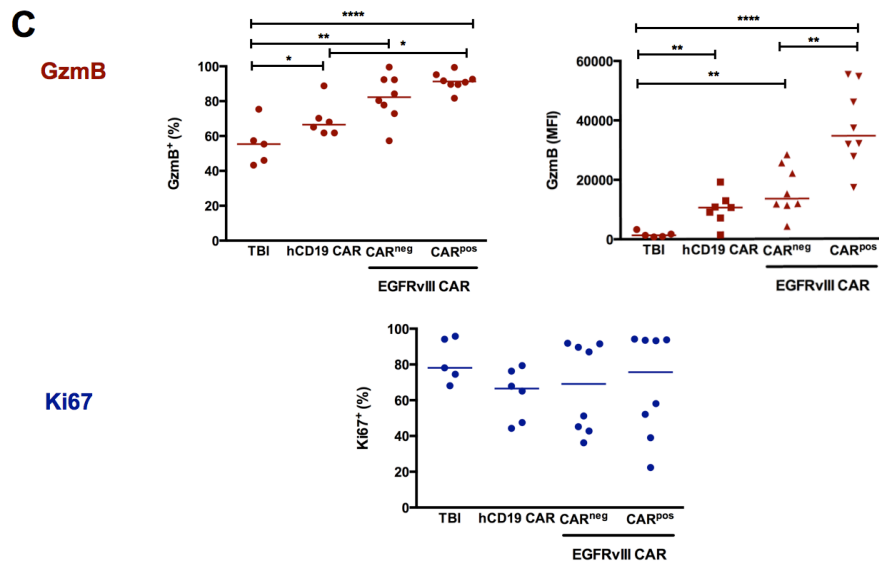 C
GzmB
****
**
*
*
GzmB⁺ (%)
100
80
60
40
20
0
TBI hCD19 CAR CARⁿᵉᵍ CARᵖᵒˢ
EGFRvIII CAR
****
**
**
**
GzmB (MFI)
60000
40000
20000
0
TBI hCD19 CAR CARⁿᵉᵍ CARᵖᵒˢ
EGFRvIII CAR
Ki67
Ki67⁺ (%)
100
80
60
40
20
0
TBI hCD19 CAR CARⁿᵉᵍ CARᵖᵒˢ
EGFRvIII CAR